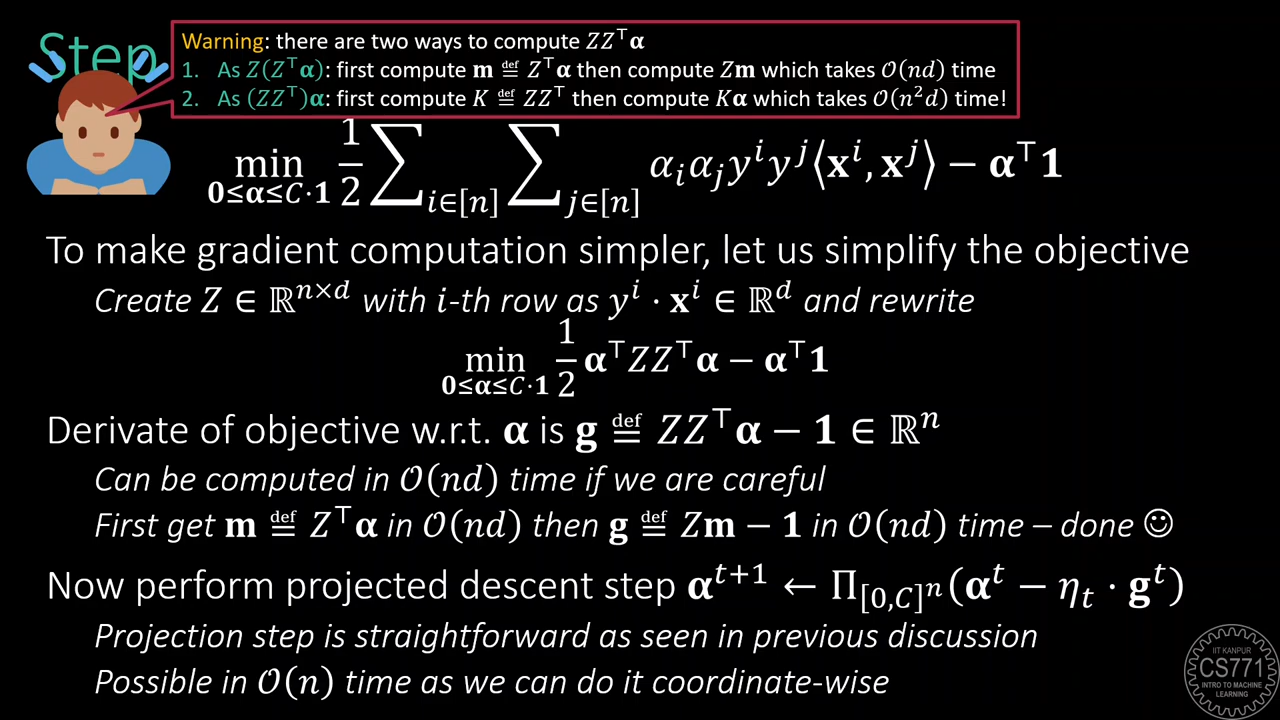 Step
Warning: there are two ways to compute 𝑍𝑍⊤𝛂
1. As 𝑍(𝑍⊤𝛂): first compute 𝐦 ≝ 𝑍⊤𝛂 then compute 𝑍𝐦 which takes 𝒪(𝑛𝑑) time
2. As (𝑍𝑍⊤)𝛂: first compute 𝐾 ≝ 𝑍𝑍⊤ then compute 𝐾𝛂 which takes 𝒪(𝑛²𝑑) time!
min 𝟎≤𝛂≤𝐶·𝟏 1/2 ∑𝑖∈[𝑛] ∑𝑗∈[𝑛] 𝛼ᵢ𝛼ⱼ𝑦ⁱ𝑦ʲ⟨𝐱ⁱ, 𝐱ʲ⟩ − 𝛂⊤𝟏
To make gradient computation simpler, let us simplify the objective
Create 𝑍 ∈ ℝⁿˣᵈ with 𝑖-th row as 𝑦ⁱ · 𝐱ⁱ ∈ ℝᵈ and rewrite
min 𝟎≤𝛂≤𝐶·𝟏 1/2 𝛂⊤𝑍𝑍⊤𝛂 − 𝛂⊤𝟏
Derivate of objective w.r.t. 𝛂 is 𝐠 ≝ 𝑍𝑍⊤𝛂 − 𝟏 ∈ ℝⁿ
Can be computed in 𝒪(𝑛𝑑) time if we are careful
First get 𝐦 ≝ 𝑍⊤𝛂 in 𝒪(𝑛𝑑) then 𝐠 ≝ 𝑍𝐦 − 𝟏 in 𝒪(𝑛𝑑) time – done ☺
Now perform projected descent step 𝛂ᵗ⁺¹ ← Π[0,𝐶]ⁿ(𝛂ᵗ − 𝜂ₜ · 𝐠ᵗ)
Projection step is straightforward as seen in previous discussion
Possible in 𝒪(𝑛) time as we can do it coordinate-wise
IIT KANPUR
CS771
INTRO TO MACHINE
LEARNING